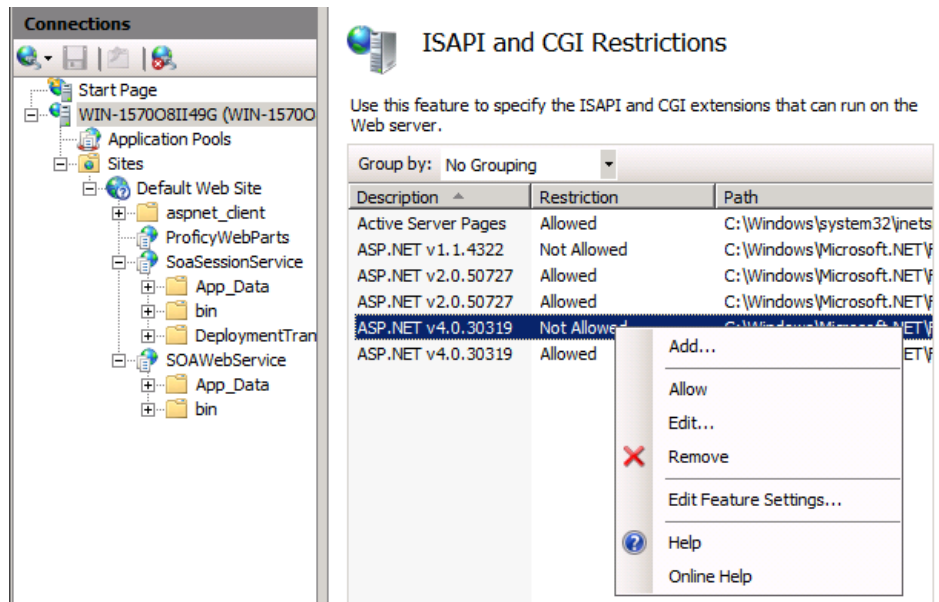 Connections
Start Page
WIN-1570O8II49G (WIN-1570O
Application Pools
Sites
Default Web Site
aspnet_client
ProficyWebParts
SoaSessionService
App_Data
bin
DeploymentTran
SOAWebService
App_Data
bin
ISAPI and CGI Restrictions
Use this feature to specify the ISAPI and CGI extensions that can run on the
Web server.
Group by: No Grouping
Description Restriction Path
Active Server Pages Allowed C:\Windows\system32\inets
ASP.NET v1.1.4322 Not Allowed C:\Windows\Microsoft.NET\F
ASP.NET v2.0.50727 Allowed C:\Windows\Microsoft.NET\F
ASP.NET v2.0.50727 Allowed C:\Windows\Microsoft.NET\F
ASP.NET v4.0.30319 Not Allowed C:\Windows\Microsoft.NET\F
ASP.NET v4.0.30319 Allowed ET\F
Add...
Allow
Edit...
Remove
Edit Feature Settings...
Help
Online Help